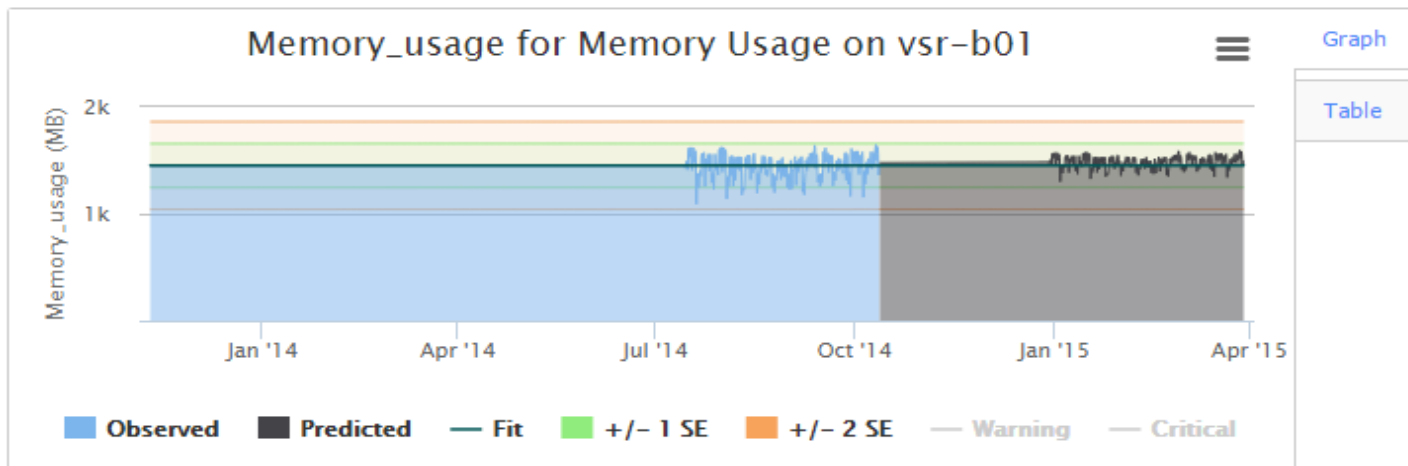 Memory_usage for Memory Usage on vsr-b01
Graph
Table
Memory_usage (MB)
2k
1k
Jan '14
Apr '14
Jul '14
Oct '14
Jan '15
Apr '15
Observed
Predicted
Fit
+/- 1 SE
+/- 2 SE
Warning
Critical